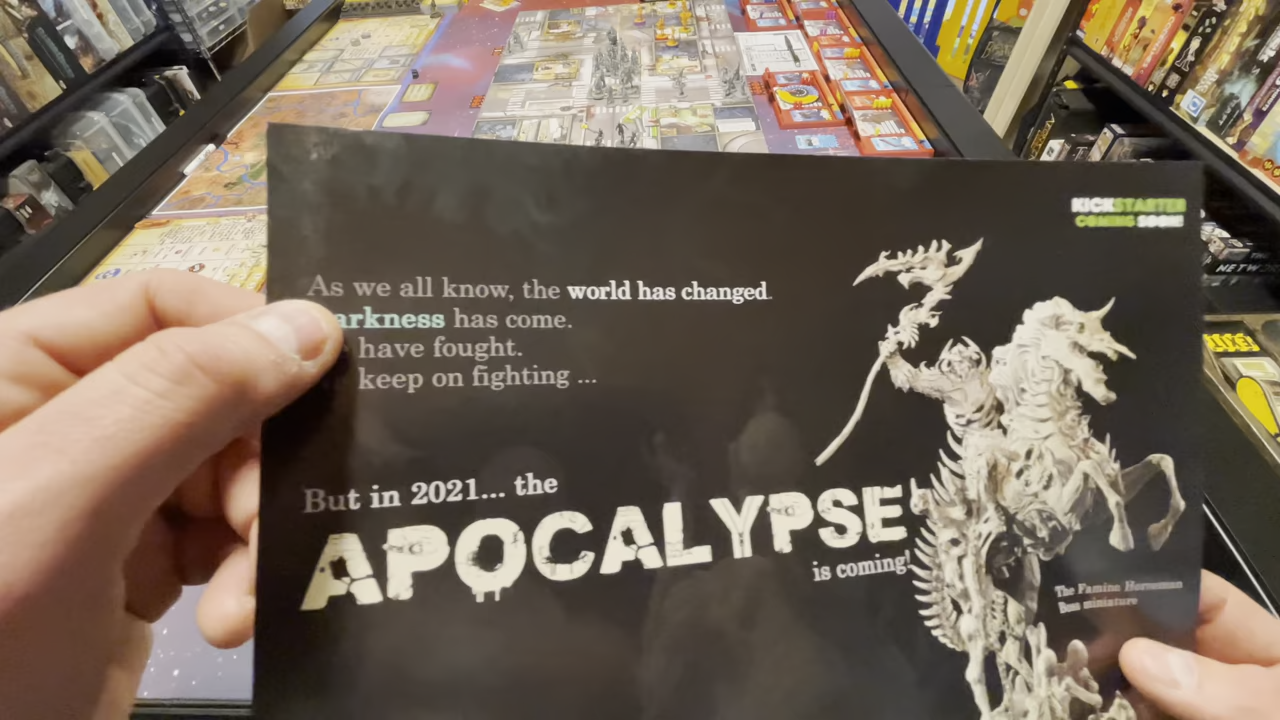 KICKSTARTER
COMING SOON!
As we all know, the world has changed.
arkness has come.
have fought.
keep on fighting ...
But in 2021... the
APOCALYPSE
is coming!
The Famine Horseman
Boss miniature